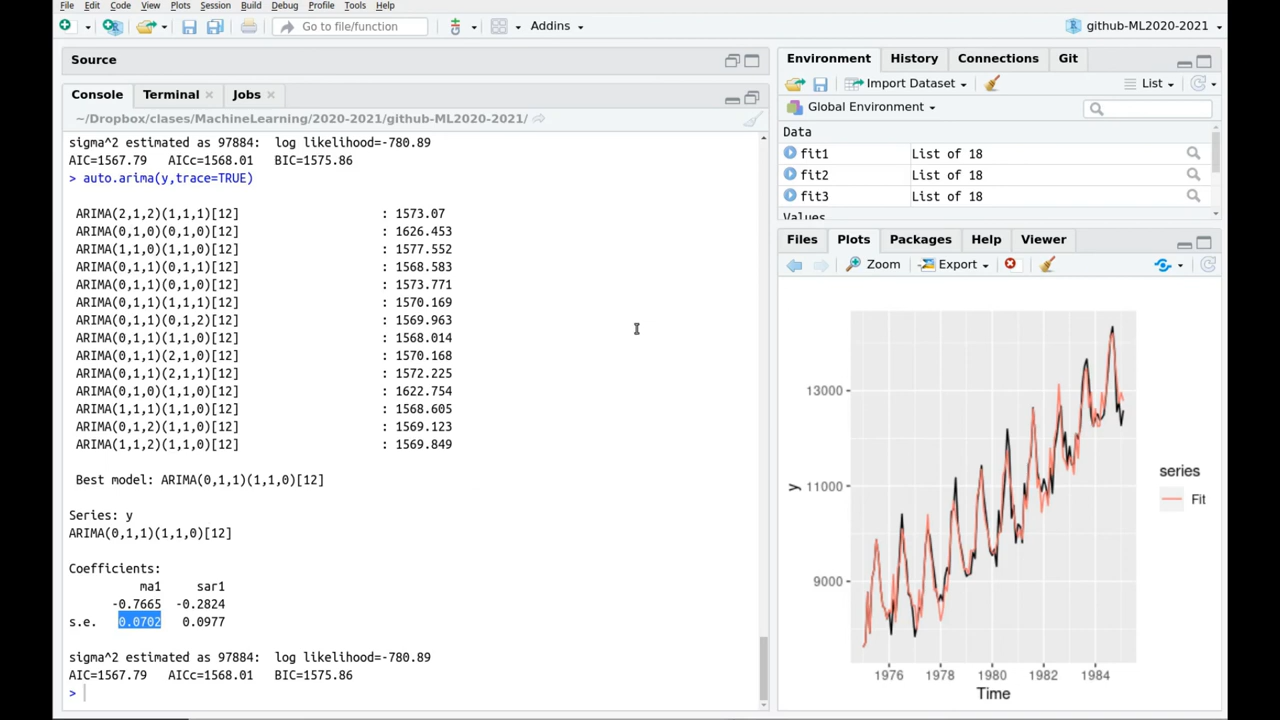 File Edit Code View Plots Session Build Debug Profile Tools Help
Go to file/function
Addins
github-ML2020-2021
Source
Console Terminal Jobs
~/Dropbox/clases/MachineLearning/2020-2021/github-ML2020-2021/
sigma^2 estimated as 97884:  log likelihood=-780.89
AIC=1567.79   AICc=1568.01   BIC=1575.86
> auto.arima(y,trace=TRUE)
ARIMA(2,1,2)(1,1,1)[12] : 1573.07
ARIMA(0,1,0)(0,1,0)[12] : 1626.453
ARIMA(1,1,0)(1,1,0)[12] : 1577.552
ARIMA(0,1,1)(0,1,1)[12] : 1568.583
ARIMA(0,1,1)(0,1,0)[12] : 1573.771
ARIMA(0,1,1)(1,1,1)[12] : 1570.169
ARIMA(0,1,1)(0,1,2)[12] : 1569.963
ARIMA(0,1,1)(1,1,0)[12] : 1568.014
ARIMA(0,1,1)(2,1,0)[12] : 1570.168
ARIMA(0,1,1)(2,1,1)[12] : 1572.225
ARIMA(0,1,0)(1,1,0)[12] : 1622.754
ARIMA(1,1,1)(1,1,0)[12] : 1568.605
ARIMA(0,1,2)(1,1,0)[12] : 1569.123
ARIMA(1,1,2)(1,1,0)[12] : 1569.849
Best model: ARIMA(0,1,1)(1,1,0)[12]
Series: y
ARIMA(0,1,1)(1,1,0)[12]
Coefficients:
ma1 sar1
-0.7665 -0.2824
s.e. 0.0702 0.0977
sigma^2 estimated as 97884:  log likelihood=-780.89
AIC=1567.79   AICc=1568.01   BIC=1575.86
>
Environment History Connections Git
Import Dataset List
Global Environment
Data
fit1 List of 18
fit2 List of 18
fit3 List of 18
Values
Files Plots Packages Help Viewer
Zoom Export
13000
11000
9000
y
1976 1978 1980 1982 1984
Time
series
Fit